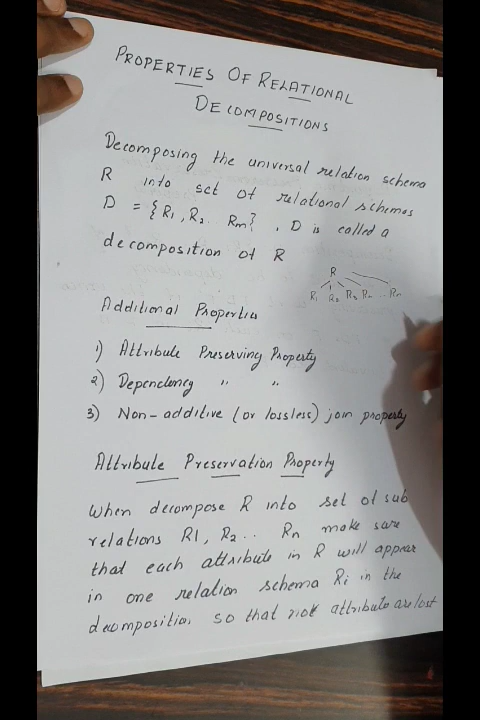 PROPERTIES OF RELATIONAL
DECOMPOSITIONS
Decomposing the universal relation schema
R into set of relational schemas
D = {R1, R2.. Rm}, D is called a
decomposition of R
R
R1 R2 R3 Rn ... Rn
Additional Properties
1) Attribute Preserving Property
2) Dependency " "
3) Non-additive (or lossless) join property
Attribute Preservation Property
When decompose R into set of sub
relations R1, R2.. Rn make sure
that each attribute in R will appear
in one relation schema Ri in the
decomposition so that attribute are lost